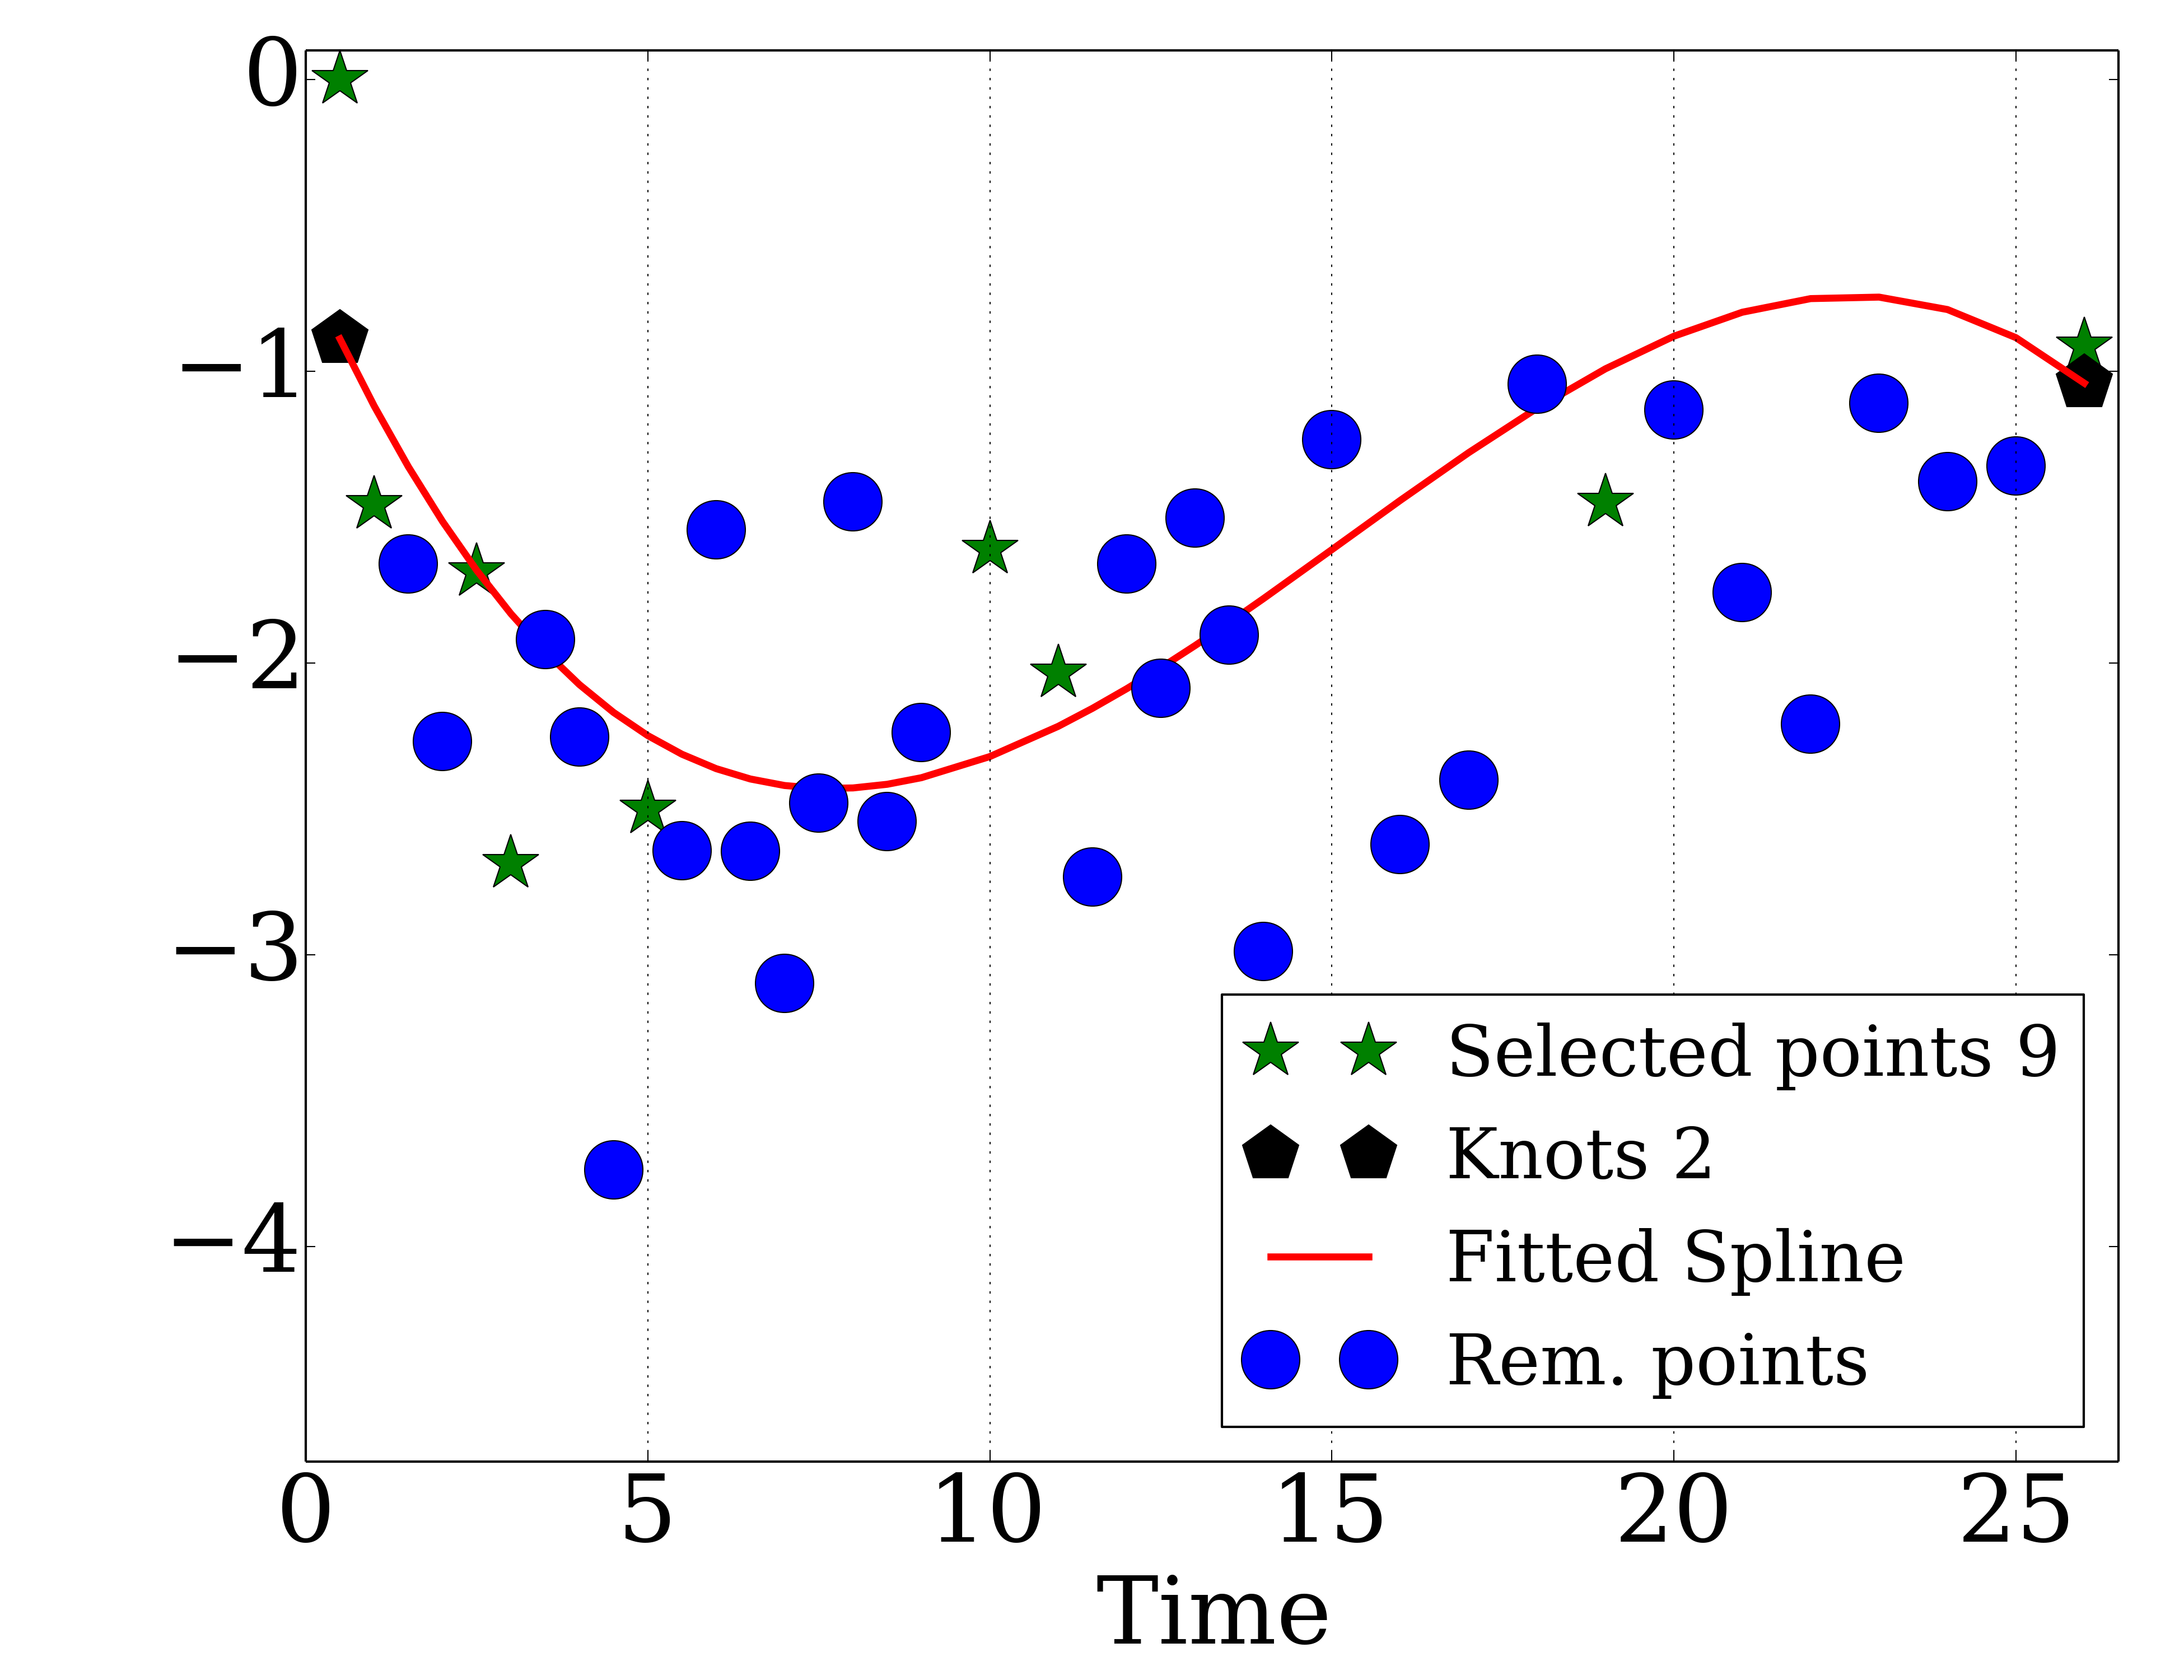 0
−1
−2
−3
−4
Selected points 9
Knots 2
Fitted Spline
Rem. points
0 5 10 15 20 25
Time